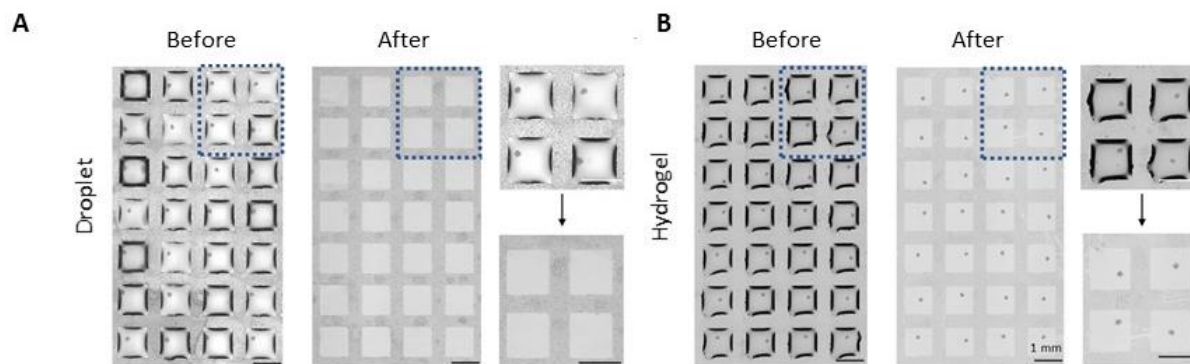 A
Before
After
Droplet
B
Before
After
Hydrogel
1 mm